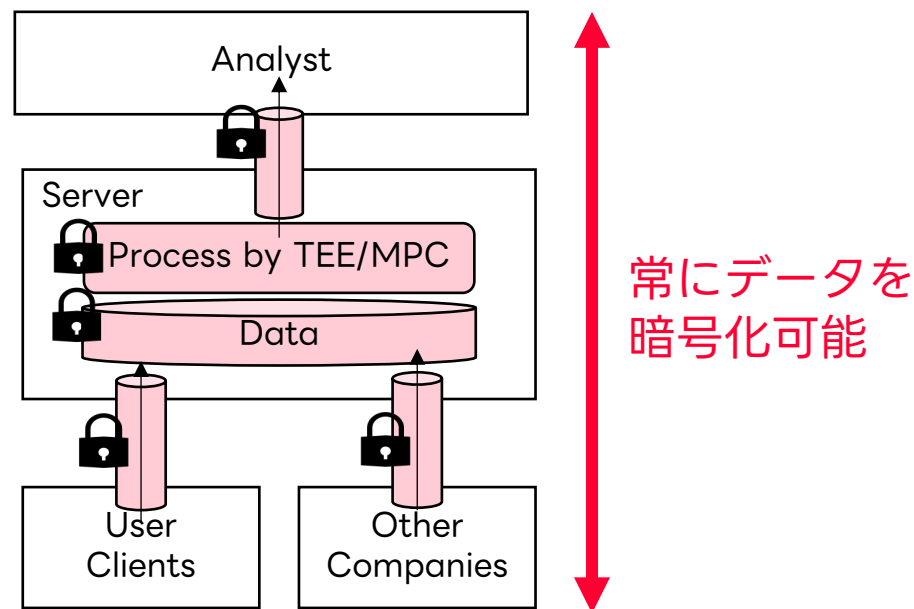 Analyst
Server
Process by TEE/MPC
Data
User
Clients
Other
Companies
常にデータを
暗号化可能